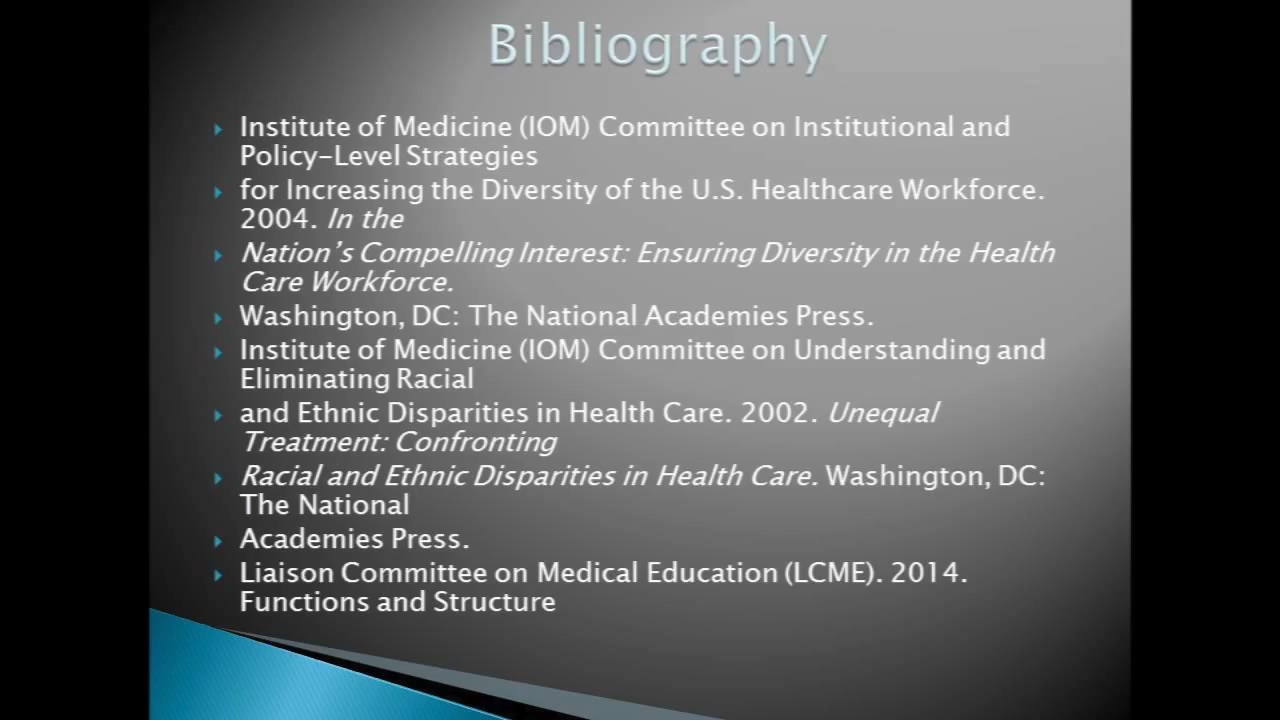 Bibliography
Institute of Medicine (IOM) Committee on Institutional and
Policy-Level Strategies
for Increasing the Diversity of the U.S. Healthcare Workforce.
2004. In the
Nation's Compelling Interest: Ensuring Diversity in the Health
Care Workforce.
Washington, DC: The National Academies Press.
Institute of Medicine (IOM) Committee on Understanding and
Eliminating Racial
and Ethnic Disparities in Health Care. 2002. Unequal
Treatment: Confronting
Racial and Ethnic Disparities in Health Care. Washington, DC:
The National
Academies Press.
Liaison Committee on Medical Education (LCME). 2014.
Functions and Structure